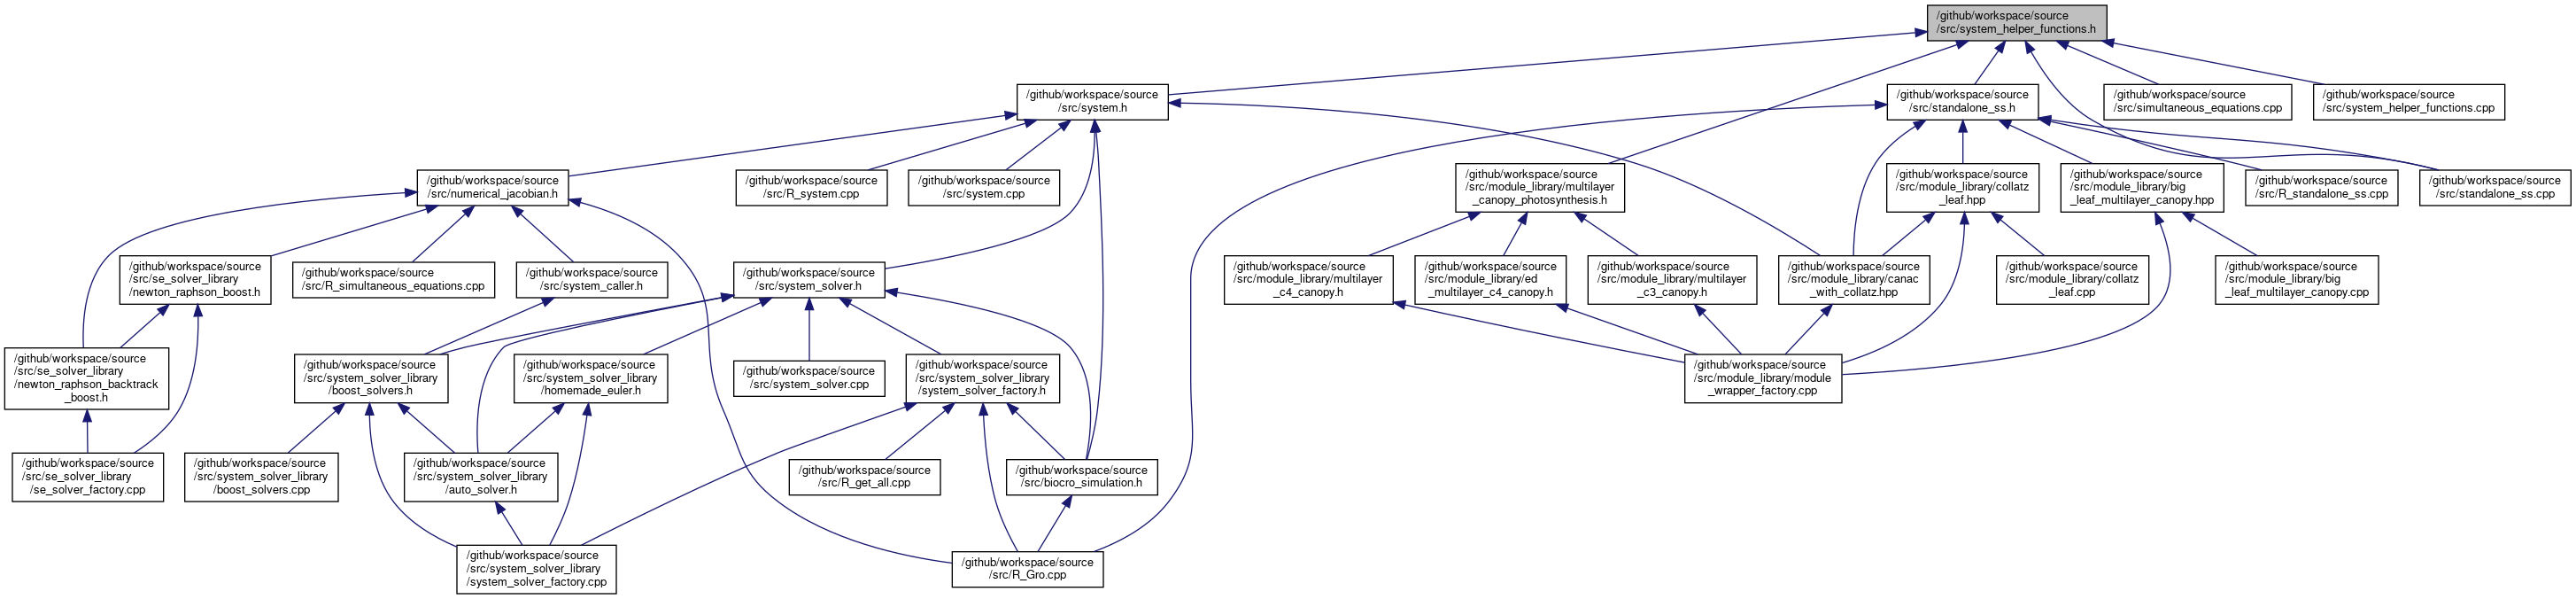 /github/workspace/source
/src/system_helper_functions.h
/github/workspace/source
/src/system.h
/github/workspace/source
/src/standalone_ss.h
/github/workspace/source
/src/simultaneous_equations.cpp
/github/workspace/source
/src/system_helper_functions.cpp
/github/workspace/source
/src/numerical_jacobian.h
/github/workspace/source
/src/R_system.cpp
/github/workspace/source
/src/system.cpp
/github/workspace/source
/src/module_library/multilayer
_canopy_photosynthesis.h
/github/workspace/source
/src/module_library/collatz
_leaf.hpp
/github/workspace/source
/src/module_library/big
_leaf_multilayer_canopy.hpp
/github/workspace/source
/src/R_standalone_ss.cpp
/github/workspace/source
/src/standalone_ss.cpp
/github/workspace/source
/src/se_solver_library
/newton_raphson_boost.h
/github/workspace/source
/src/R_simultaneous_equations.cpp
/github/workspace/source
/src/system_caller.h
/github/workspace/source
/src/system_solver.h
/github/workspace/source
/src/module_library/multilayer
_c4_canopy.h
/github/workspace/source
/src/module_library/ed
_multilayer_c4_canopy.h
/github/workspace/source
/src/module_library/multilayer
_c3_canopy.h
/github/workspace/source
/src/module_library/canac
_with_collatz.hpp
/github/workspace/source
/src/module_library/collatz
_leaf.cpp
/github/workspace/source
/src/module_library/big
_leaf_multilayer_canopy.cpp
/github/workspace/source
/src/se_solver_library
/newton_raphson_backtrack
_boost.h
/github/workspace/source
/src/system_solver_library
/boost_solvers.h
/github/workspace/source
/src/system_solver_library
/homemade_euler.h
/github/workspace/source
/src/system_solver.cpp
/github/workspace/source
/src/system_solver_library
/system_solver_factory.h
/github/workspace/source
/src/module_library/module
_wrapper_factory.cpp
/github/workspace/source
/src/se_solver_library
/se_solver_factory.cpp
/github/workspace/source
/src/system_solver_library
/boost_solvers.cpp
/github/workspace/source
/src/system_solver_library
/auto_solver.h
/github/workspace/source
/src/R_get_all.cpp
/github/workspace/source
/src/biocro_simulation.h
/github/workspace/source
/src/system_solver_library
/system_solver_factory.cpp
/github/workspace/source
/src/R_Gro.cpp